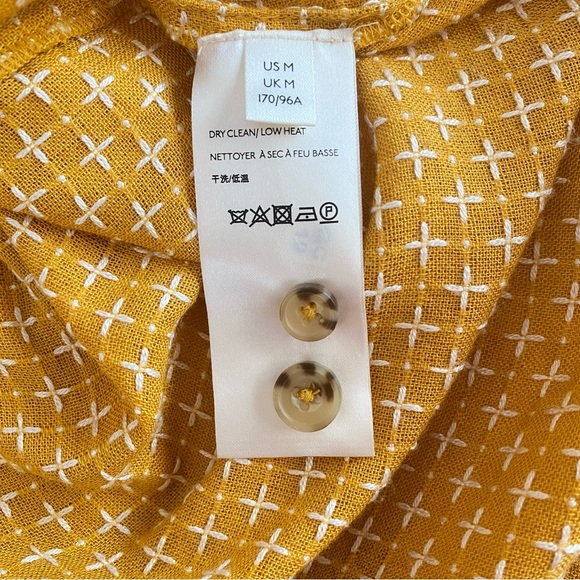 US M
UK M
170/96A
DRY CLEAN/ LOW HEAT
NETTOYER À SEC À FEU BASSE
干洗/低温
P